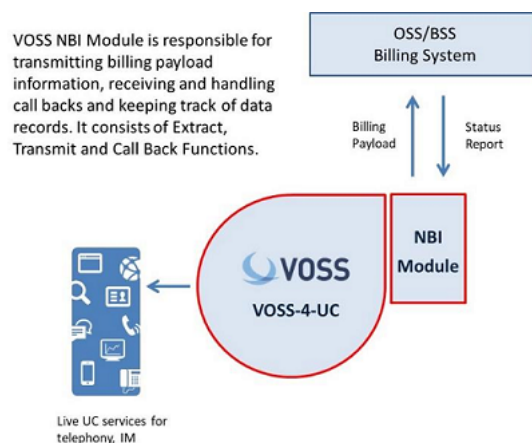 VOSS NBI Module is responsible for
transmitting billing payload
information, receiving and handling
call backs and keeping track of data
records. It consists of Extract,
Transmit and Call Back Functions.
OSS/BSS
Billing System
Billing
Payload
Status
Report
VOSS
VOSS-4-UC
NBI
Module
Live UC services for
telephony, IM